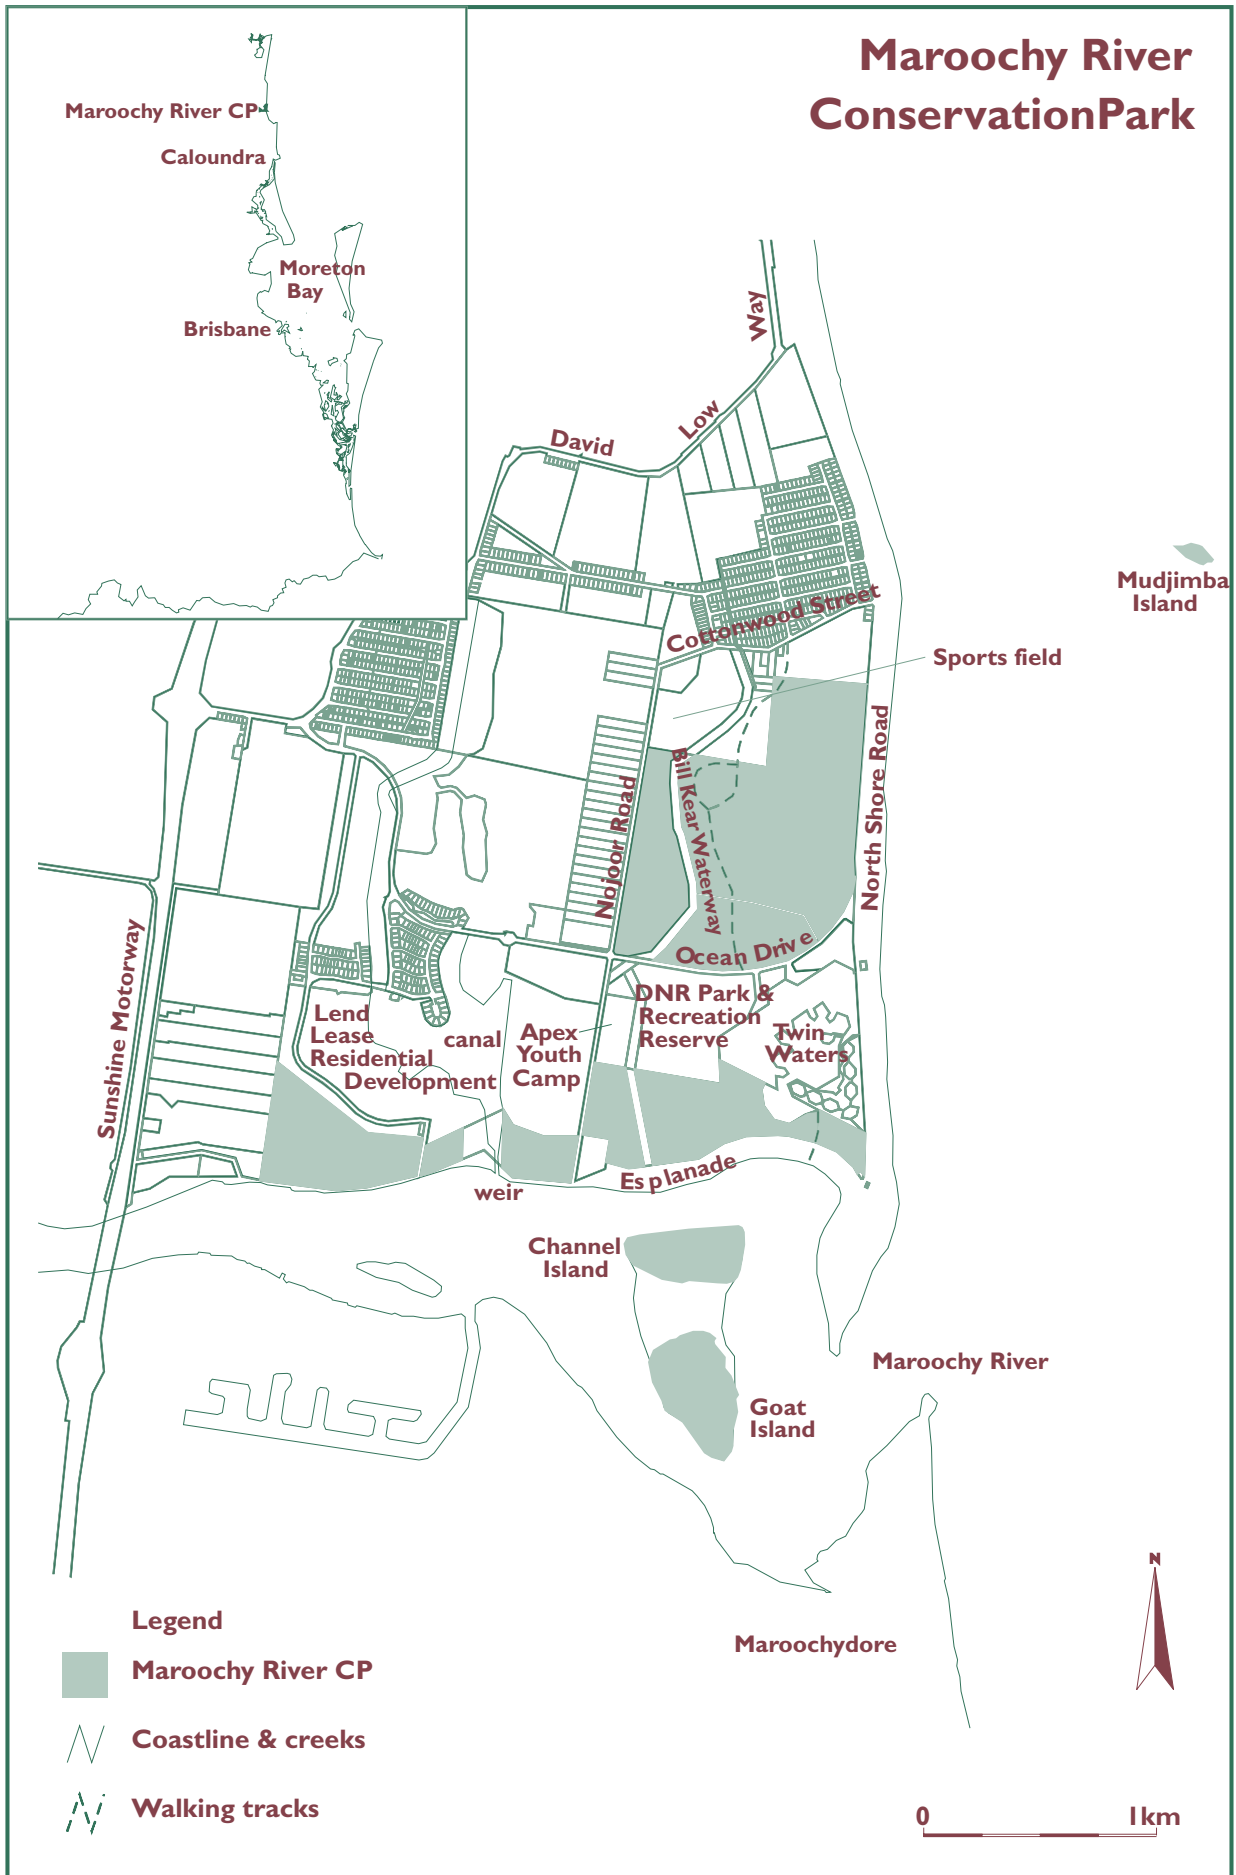 Maroochy River
ConservationPark
Maroochy River CP
Caloundra
Moreton
Bay
Brisbane
Way
Low
David
Mudjimba
Island
Cottonwood Street
Sports field
North Shore Road
Bill Kear Waterway
Nojoor Road
Sunshine Motorway
Ocean Drive
DNR Park &
Recreation
Reserve
Twin
Waters
Lend
Lease
Residential
Development
canal
Apex
Youth
Camp
Esplanade
weir
Channel
Island
Maroochy River
Goat
Island
N
Maroochydore
Legend
Maroochy River CP
Coastline & creeks
Walking tracks
0 1km